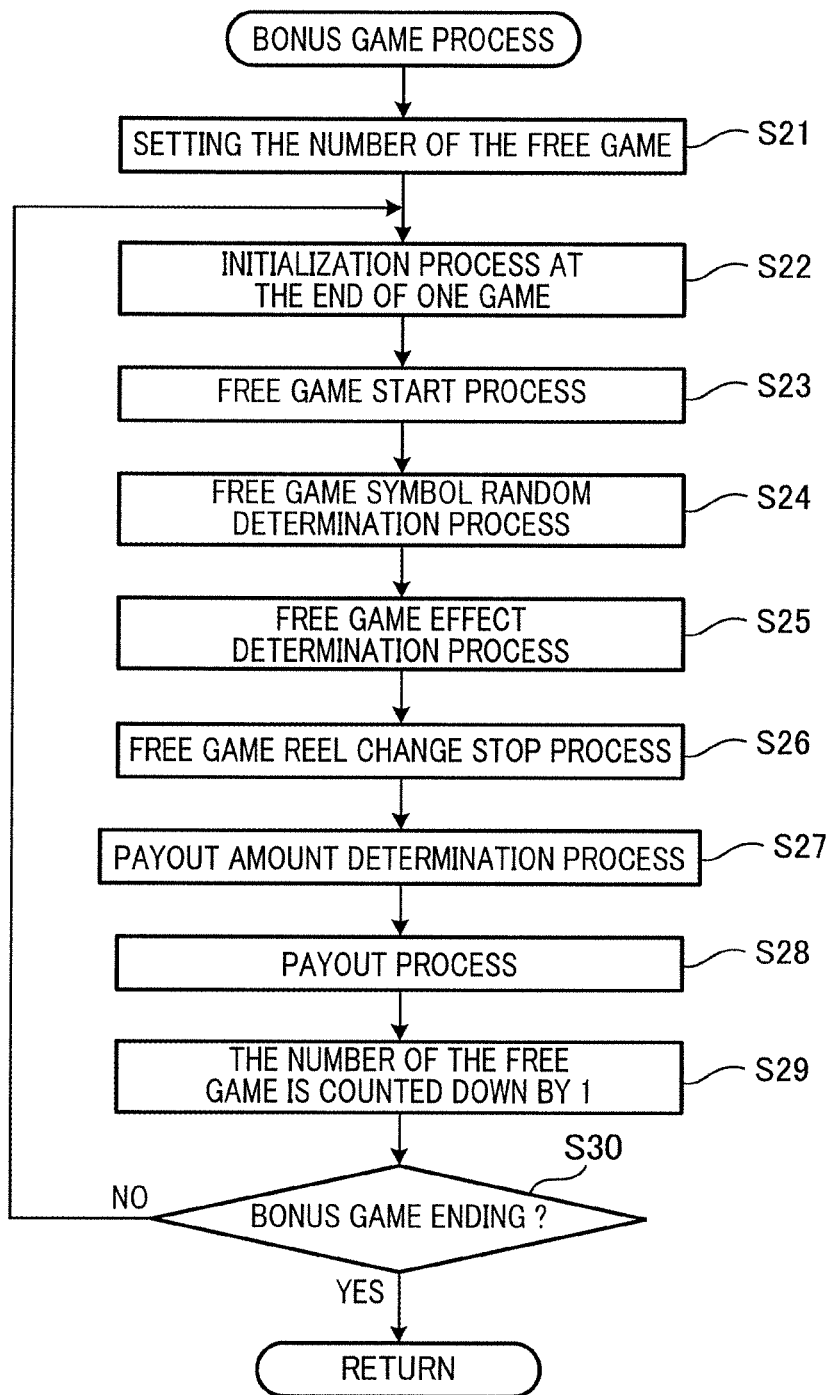 BONUS GAME PROCESS
SETTING THE NUMBER OF THE FREE GAME
S21
INITIALIZATION PROCESS AT
THE END OF ONE GAME
S22
FREE GAME START PROCESS
S23
FREE GAME SYMBOL RANDOM
DETERMINATION PROCESS
S24
FREE GAME EFFECT
DETERMINATION PROCESS
S25
FREE GAME REEL CHANGE STOP PROCESS
S26
PAYOUT AMOUNT DETERMINATION PROCESS
S27
PAYOUT PROCESS
S28
THE NUMBER OF THE FREE
GAME IS COUNTED DOWN BY 1
S29
S30
NO
BONUS GAME ENDING ?
YES
RETURN